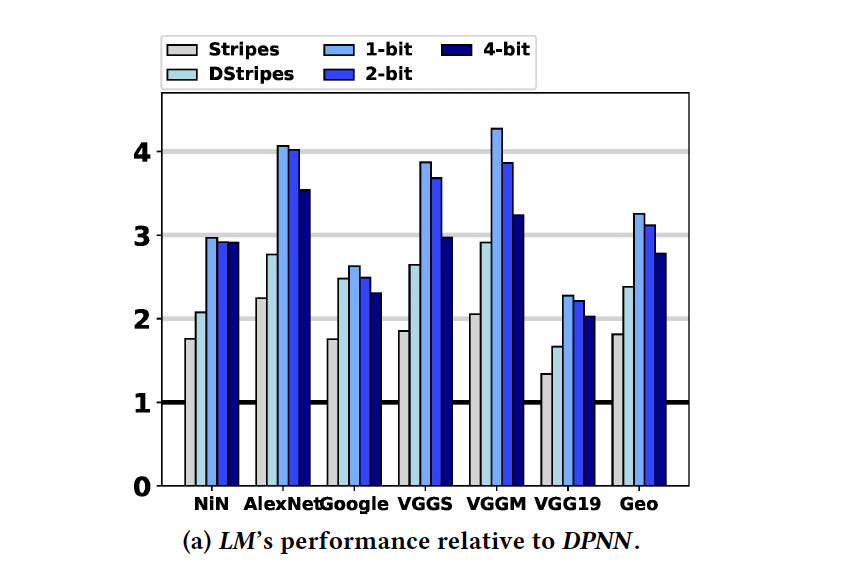 Stripes 1-bit 4-bit
DStripes 2-bit
4
3
2
1
0
NiN AlexNet Google VGGS VGGM VGG19 Geo
(a) LM's performance relative to DPNN.